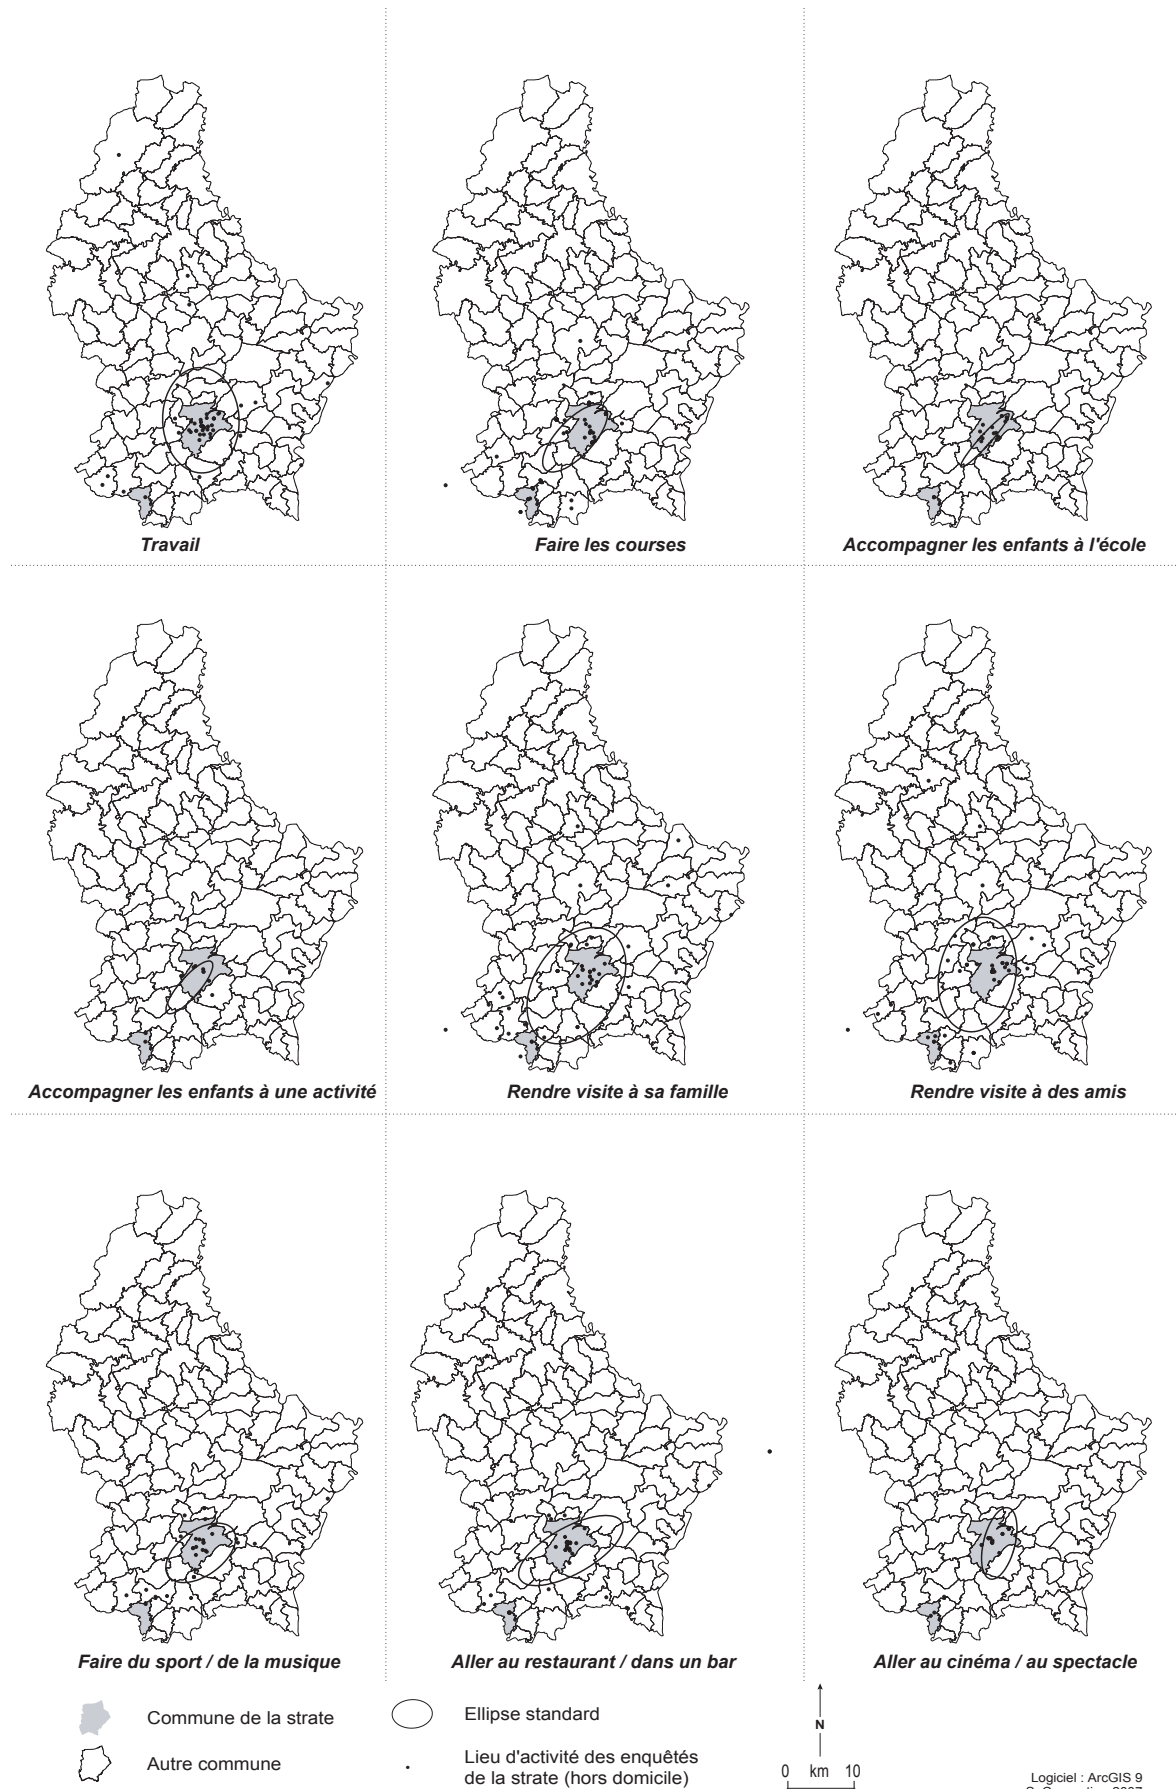 Travail
Faire les courses
Accompagner les enfants à l'école
Accompagner les enfants à une activité
Rendre visite à sa famille
Rendre visite à des amis
Faire du sport / de la musique
Aller au restaurant / dans un bar
Aller au cinéma / au spectacle
Commune de la strate
Autre commune
Ellipse standard
Lieu d'activité des enquêtés
de la strate (hors domicile)
N
0 km 10
Logiciel : ArcGIS 9